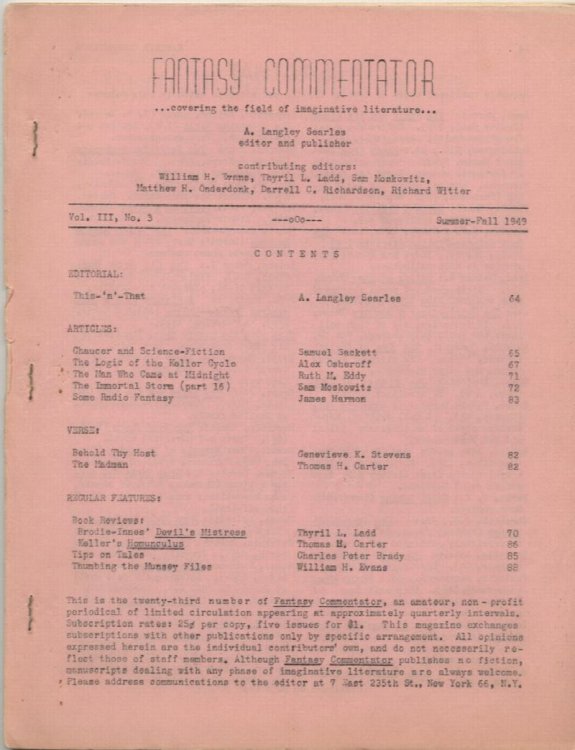 FANTASY COMMENTATOR
...covering the field of imaginative literature...
A. Langley Searles
editor and publisher
contributing editors:
William H. Evans, Thyril L. Ladd, Sam Moskowitz,
Matthew H. Onderdonk, Darrell C. Richardson, Richard Witter
Vol. III, No. 3 ---oOo--- Summer-Fall 1949
C O N T E N T S
EDITORIAL:
This-'n'-That A. Langley Searles 64
ARTICLES:
Chaucer and Science-Fiction Samuel Sackett 65
The Logic of the Keller Cycle Alex Osheroff 67
The Man Who Came at Midnight Ruth M. Eddy 71
The Immortal Storm (part 16) Sam Moskowitz 72
Some Radio Fantasy James Harmon 83
VERSE:
Behold Thy Host Genevieve K. Stevens 82
The Madman Thomas H. Carter 82
REGULAR FEATURES:
Book Reviews:
Brodie-Innes' Devil's Mistress Thyril L. Ladd 70
Keller's Homunculus Thomas H. Carter 86
Tips on Tales Charles Peter Brady 85
Thumbing the Munsey Files William H. Evans 88
This is the twenty-third number of Fantasy Commentator, an amateur, non-profit
periodical of limited circulation appearing at approximately quarterly intervals.
Subscription rates: 25¢ per copy, five issues for $1. This magazine exchanges
subscriptions with other publications only by specific arrangement. All opinions
expressed herein are the individual contributors' own, and do not necessarily re-
flect those of staff members. Although Fantasy Commentator publishes no fiction,
manuscripts dealing with any phase of imaginative literature are always welcome.
Please address communications to the editor at 7 East 235th St., New York 66, N.Y.